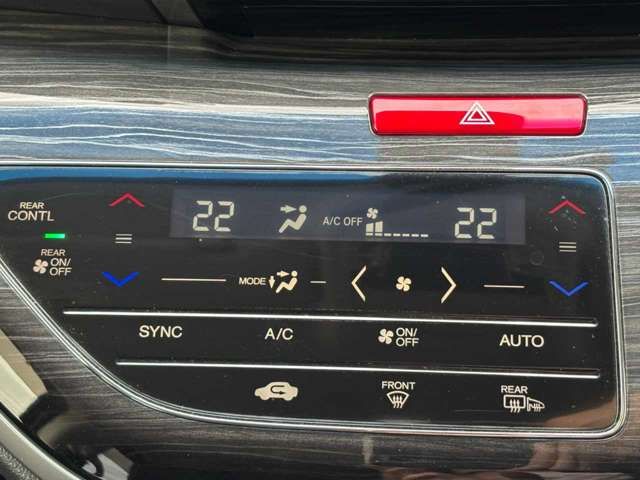 REAR
CONTL
22
A/C OFF
22
REAR
ON/
OFF
MODE
SYNC
A/C
ON/
OFF
AUTO
FRONT
REAR